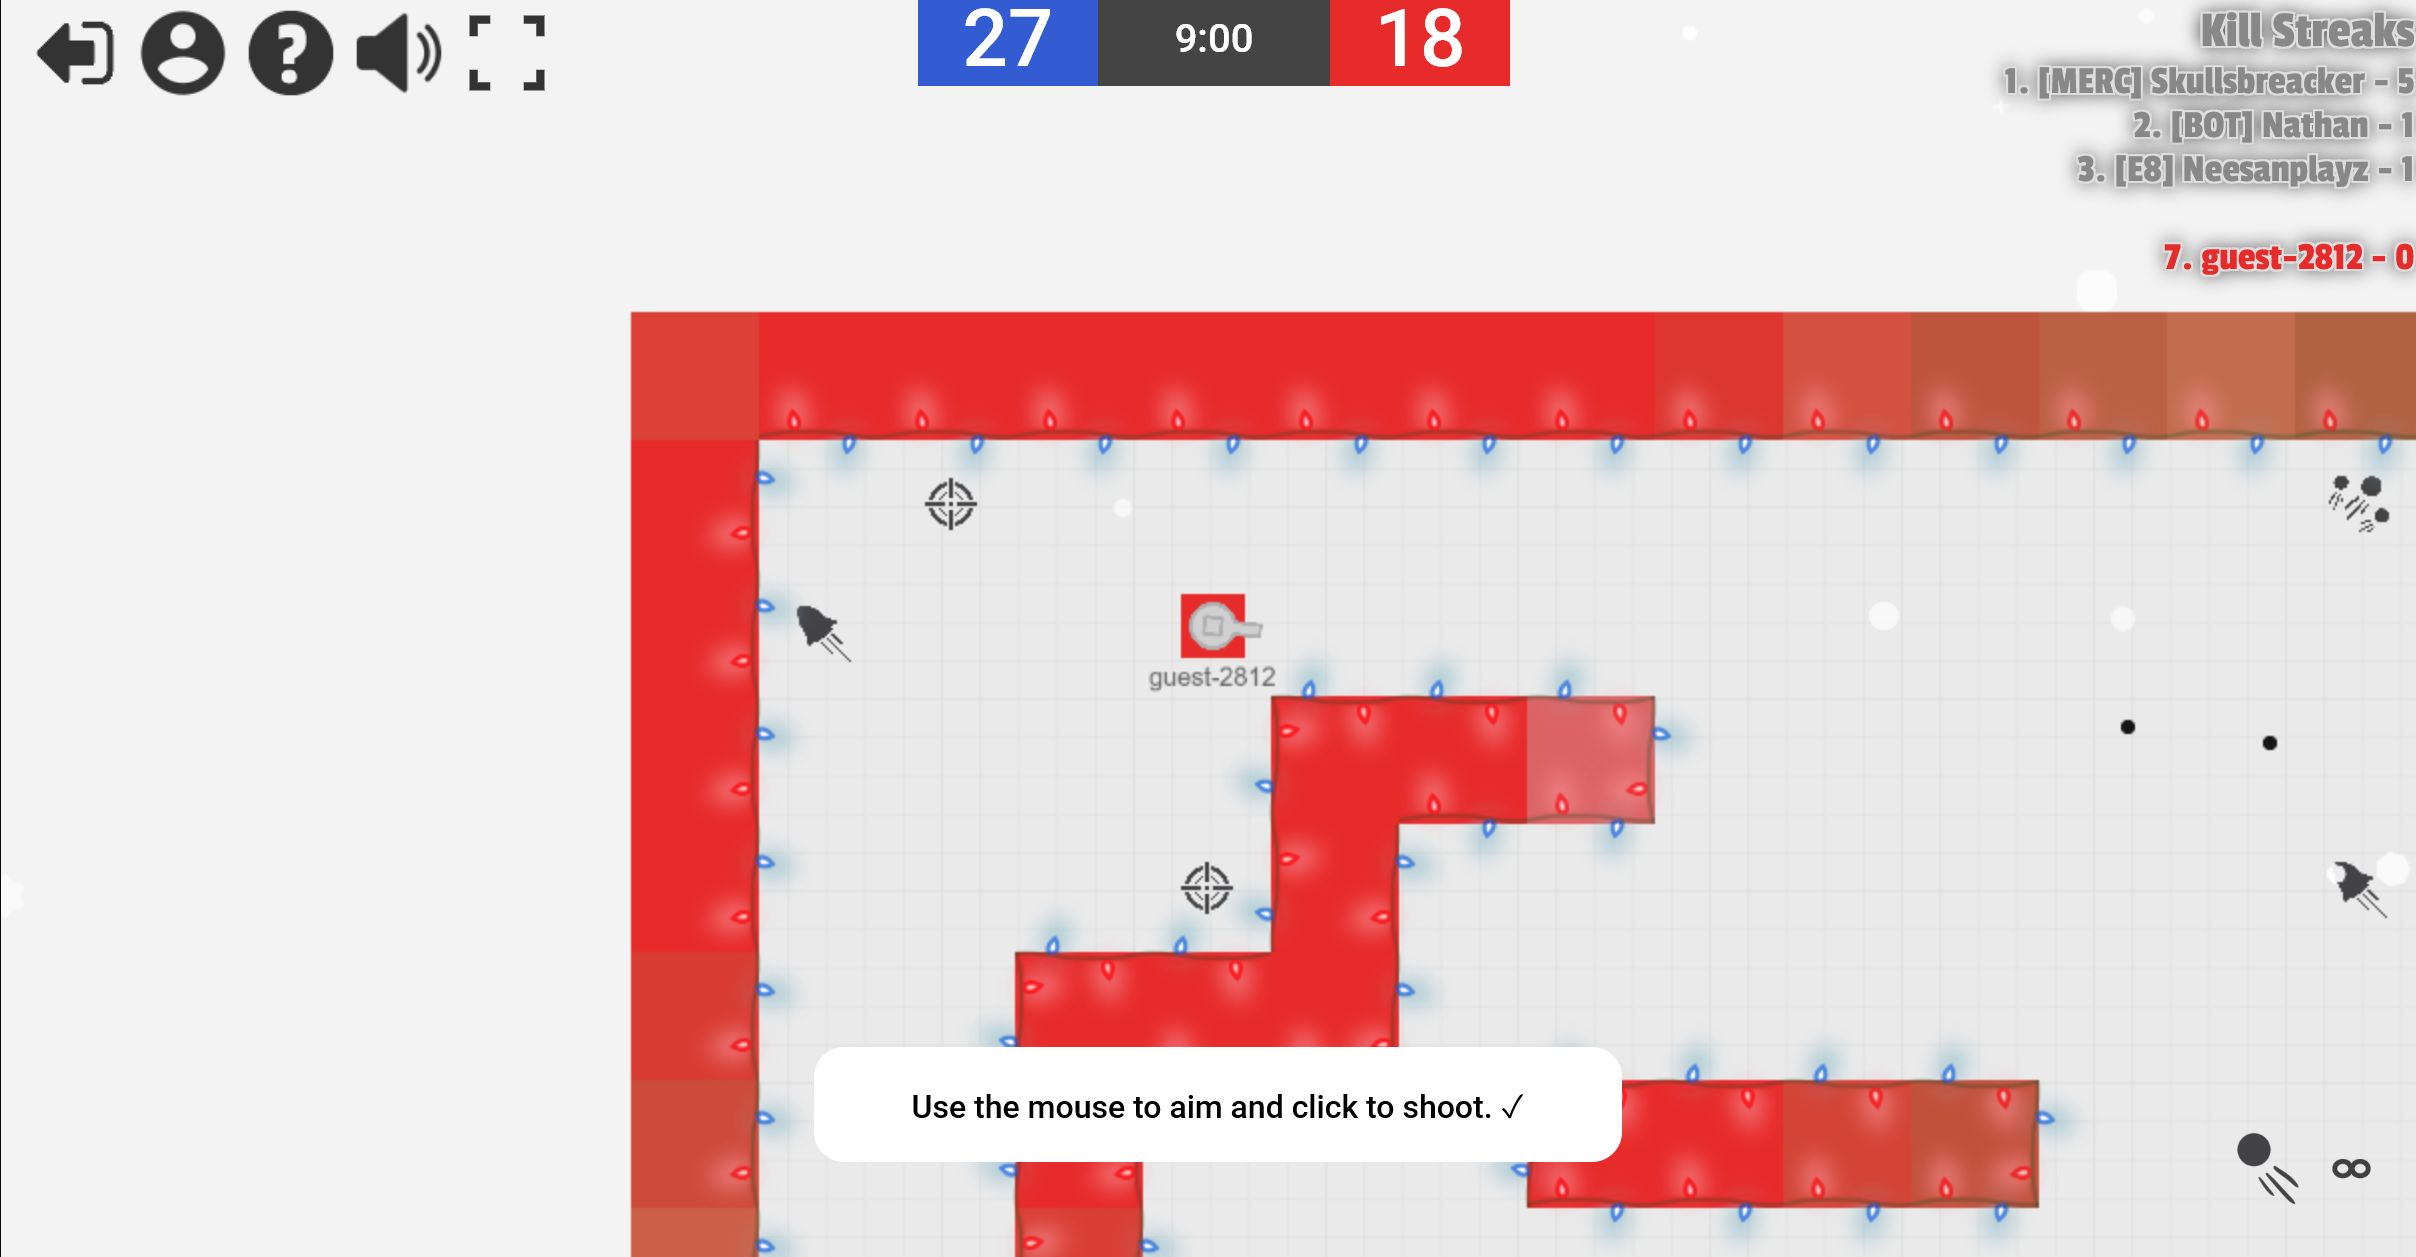 27 9:00 18
Kill Streaks
1. [MERC] Skullsbreacker - 5
2. [BOT] Nathan - 1
3. [E8] Neesanplayz - 1
7. guest-2812 - 0
guest-2812
Use the mouse to aim and click to shoot. ✓
∞